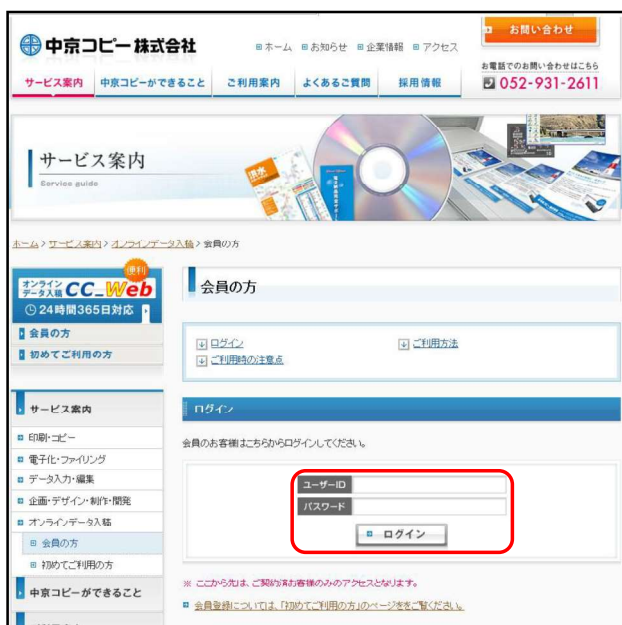 中京コピー 株式会社
ホーム お知らせ 企業情報 アクセス
お問い合わせ
お電話でのお問い合わせはこちら
052-931-2611
サービス案内 中京コピーができること ご利用案内 よくあるご質問 採用情報
サービス案内
Service guide
ホーム > サービス案内 > オンラインデータ入稿 > 会員の方
便利
オンライン
データ入稿 CC_Web
24時間365日対応
会員の方
初めてご利用の方
会員の方
ログイン ご利用方法
ご利用時の注意点
サービス案内
印刷・コピー
電子化・ファイリング
データ入力・編集
企画・デザイン・制作・開発
オンラインデータ入稿
会員の方
初めてご利用の方
中京コピーができること
ログイン
会員のお客様はこちらからログインしてください。
ユーザーID
パスワード
ログイン
※ ここから先は、ご契約済お客様のみのアクセスとなります。
会員登録については、「初めてご利用の方」のページをご覧ください。